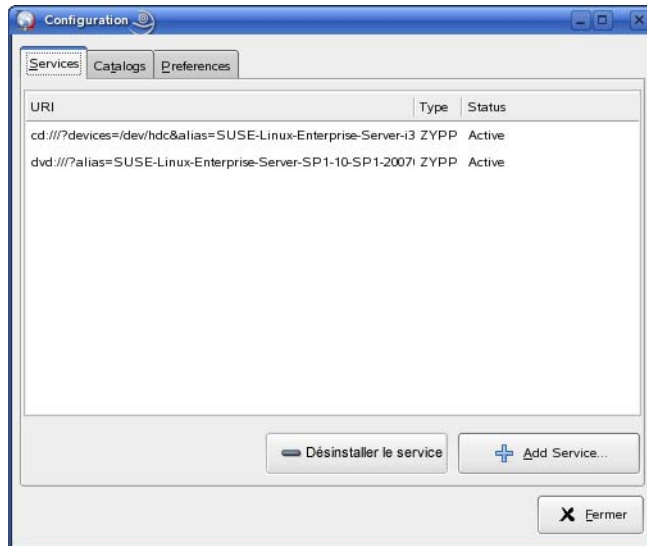 Configuration
Services Catalogs Preferences
URI Type Status
cd:///?devices=/dev/hdc&alias=SUSE-Linux-Enterprise-Server-i3 ZYPP Active
dvd:///?alias=SUSE-Linux-Enterprise-Server-SP1-10-SP1-2007 ZYPP Active
Désinstaller le service Add Service...
Fermer